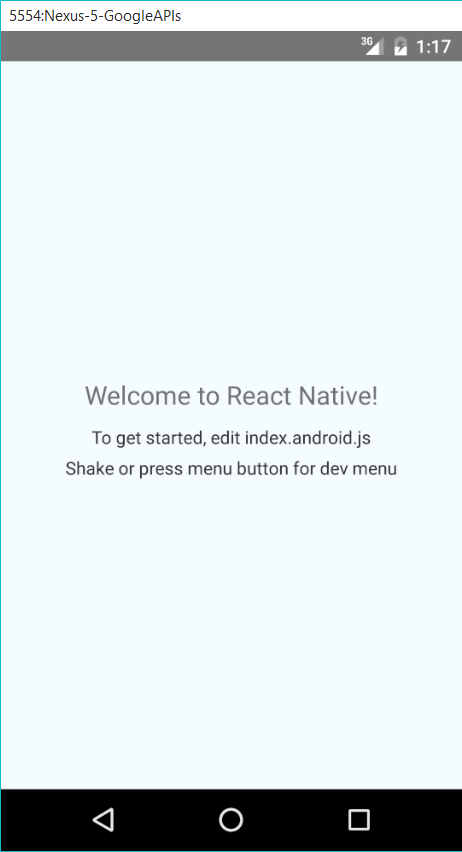 5554:Nexus-5-GoogleAPIs
3G 1:17
Welcome to React Native!
To get started, edit index.android.js
Shake or press menu button for dev menu